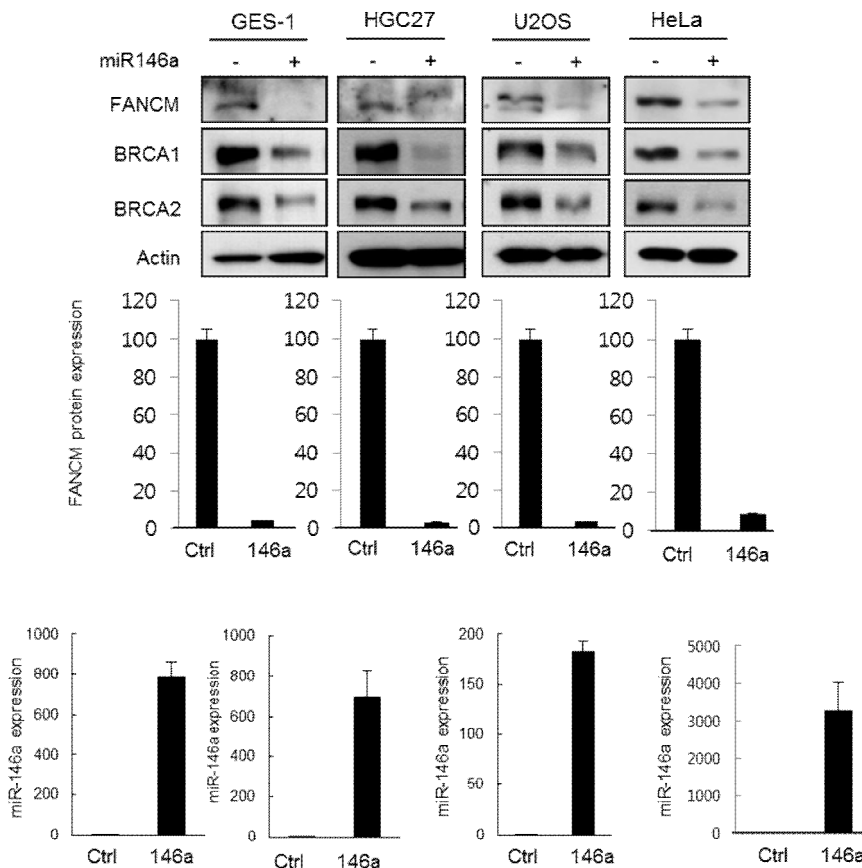 GES-1 HGC27 U2OS HeLa
miR146a - + - + - + - +
FANCM
BRCA1
BRCA2
Actin
FANCM protein expression
120 120 120 120
100 100 100 100
80 80 80 80
60 60 60 60
40 40 40 40
20 20 20 20
0 0 0 0
Ctrl 146a Ctrl 146a Ctrl 146a Ctrl 146a
miR-146a expression
1000
800
600
400
200
0
Ctrl 146a
miR-146a expression
1000
800
600
400
200
0
Ctrl 146a
miR-146a expression
200
150
100
50
0
Ctrl 146a
miR-146a expression
5000
4000
3000
2000
1000
0
Ctrl 146a